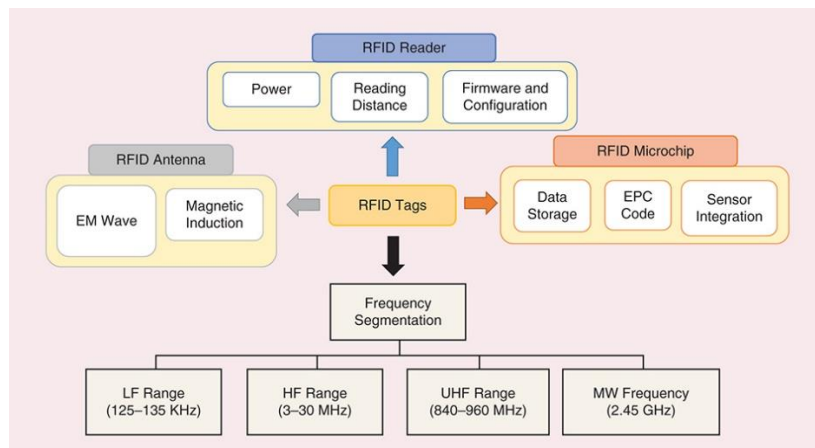 RFID Reader
Power
Reading
Distance
Firmware and
Configuration
RFID Antenna
EM Wave
Magnetic
Induction
RFID Tags
RFID Microchip
Data
Storage
EPC
Code
Sensor
Integration
Frequency
Segmentation
LF Range
(125–135 KHz)
HF Range
(3–30 MHz)
UHF Range
(840–960 MHz)
MW Frequency
(2.45 GHz)